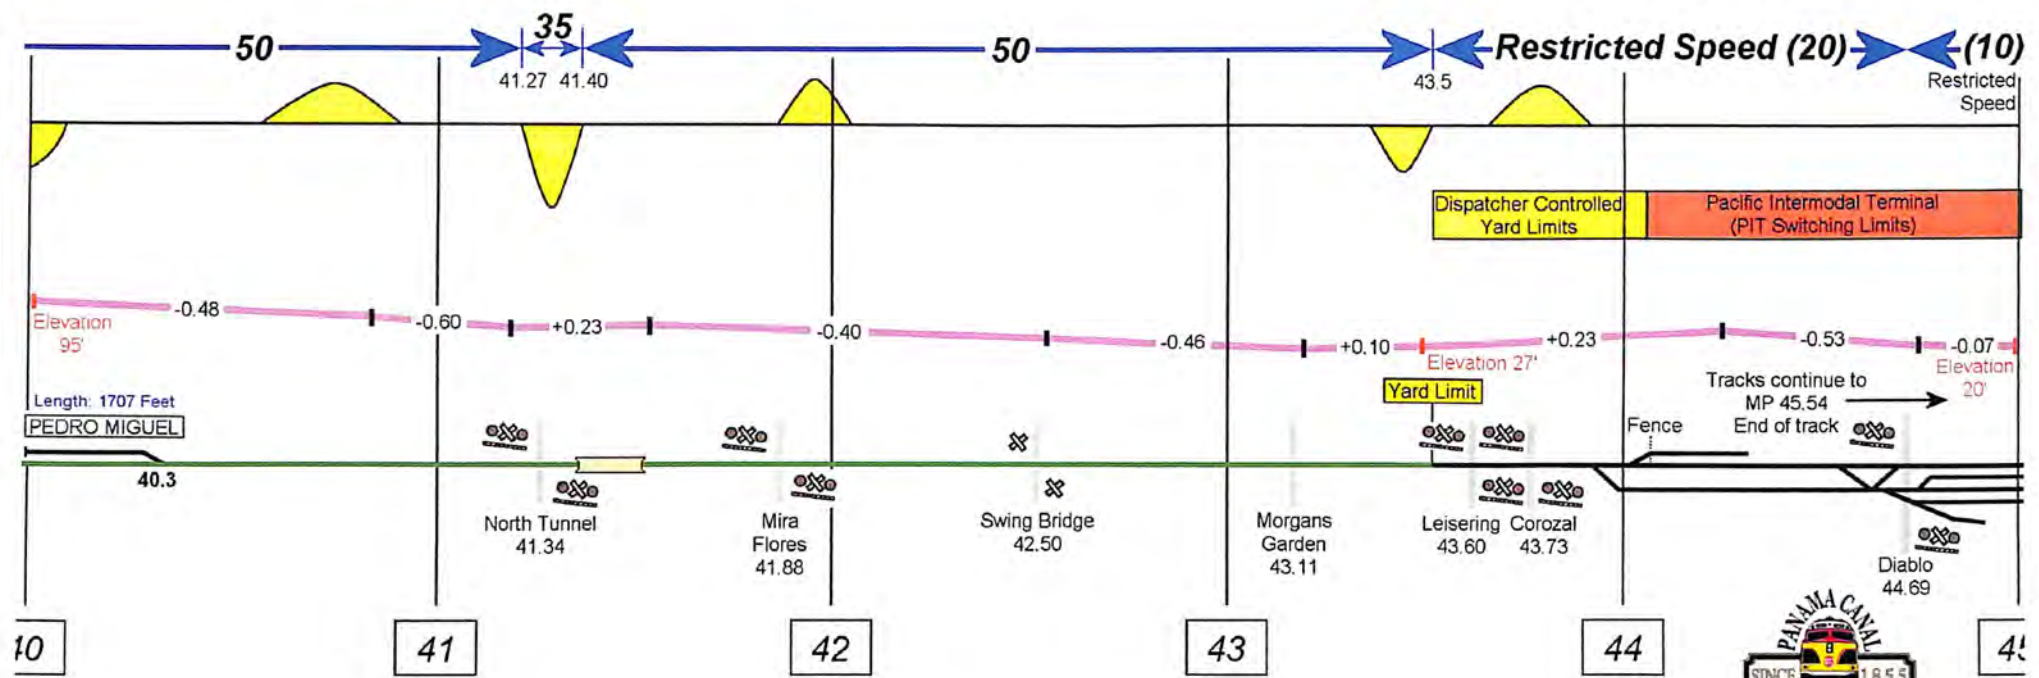 50
35
50
Restricted Speed (20)
(10)
41.27 41.40
43.5
Restricted
Speed
Dispatcher Controlled
Yard Limits
Pacific Intermodal Terminal
(PIT Switching Limits)
-0.48
-0.60
+0.23
-0.40
-0.46
+0.10
+0.23
-0.53
-0.07
Elevation
95'
Elevation 27'
Elevation
20'
Length: 1707 Feet
PEDRO MIGUEL
40.3
Yard Limit
Tracks continue to
MP 45.54
End of track
Fence
North Tunnel
41.34
Mira
Flores
41.88
Swing Bridge
42.50
Morgans
Garden
43.11
Leisering
43.60
Corozal
43.73
Diablo
44.69
40
41
42
43
44
45
PANAMA CANAL
SINCE 1855